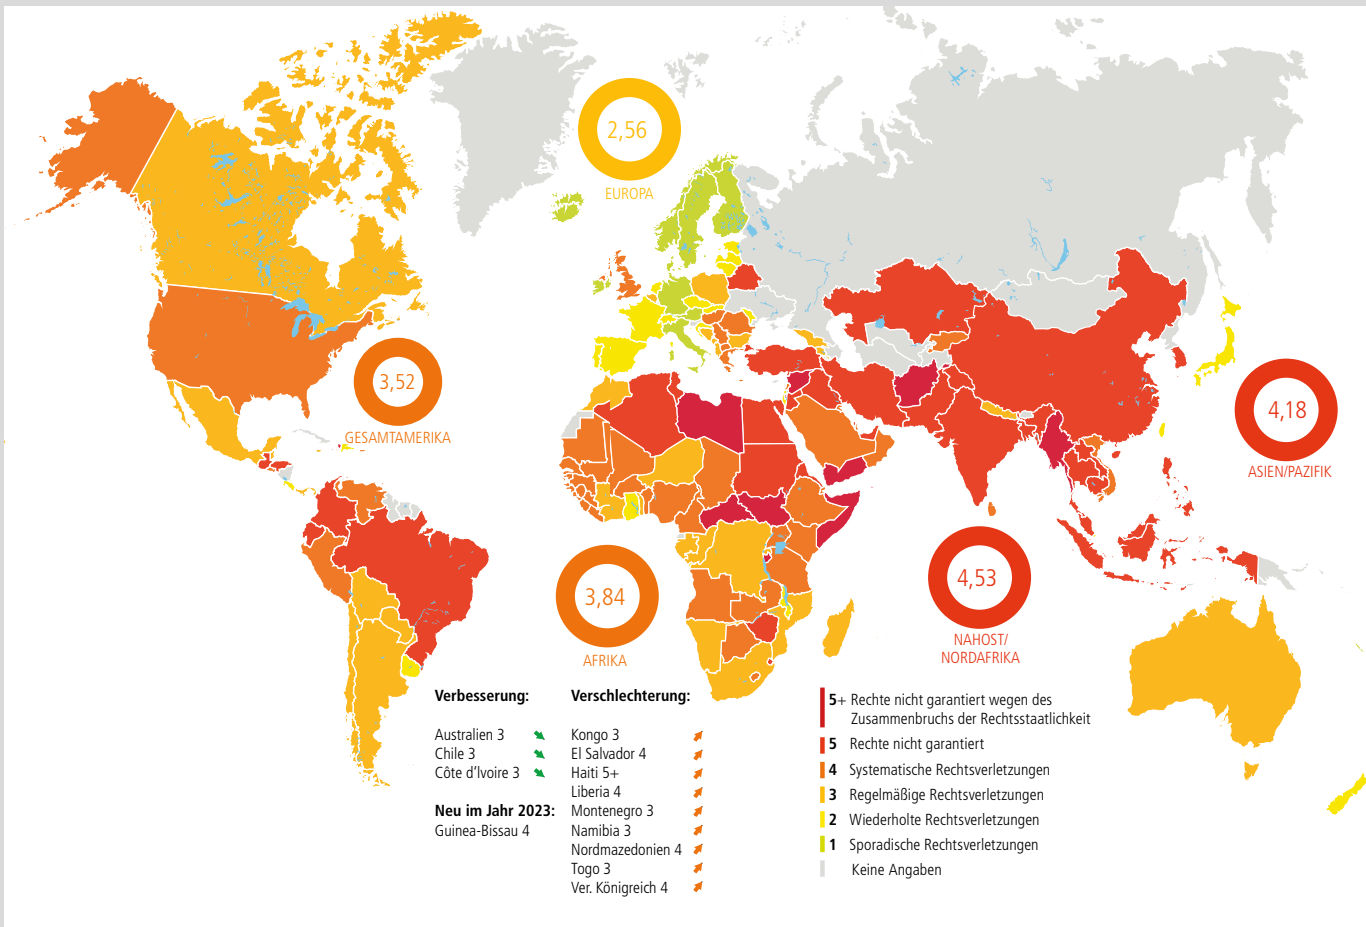 2,56
EUROPA
3,52
GESAMTAMERIKA
4,18
ASIEN/PAZIFIK
3,84
AFRIKA
4,53
NAHOST/
NORDAFRIKA
Verbesserung:
Australien 3
Chile 3
Côte d'Ivoire 3
Neu im Jahr 2023:
Guinea-Bissau 4
Verschlechterung:
Kongo 3
El Salvador 4
Haiti 5+
Liberia 4
Montenegro 3
Namibia 3
Nordmazedonien 4
Togo 3
Ver. Königreich 4
5+ Rechte nicht garantiert wegen des
Zusammenbruchs der Rechtsstaatlichkeit
5 Rechte nicht garantiert
4 Systematische Rechtsverletzungen
3 Regelmäßige Rechtsverletzungen
2 Wiederholte Rechtsverletzungen
1 Sporadische Rechtsverletzungen
Keine Angaben